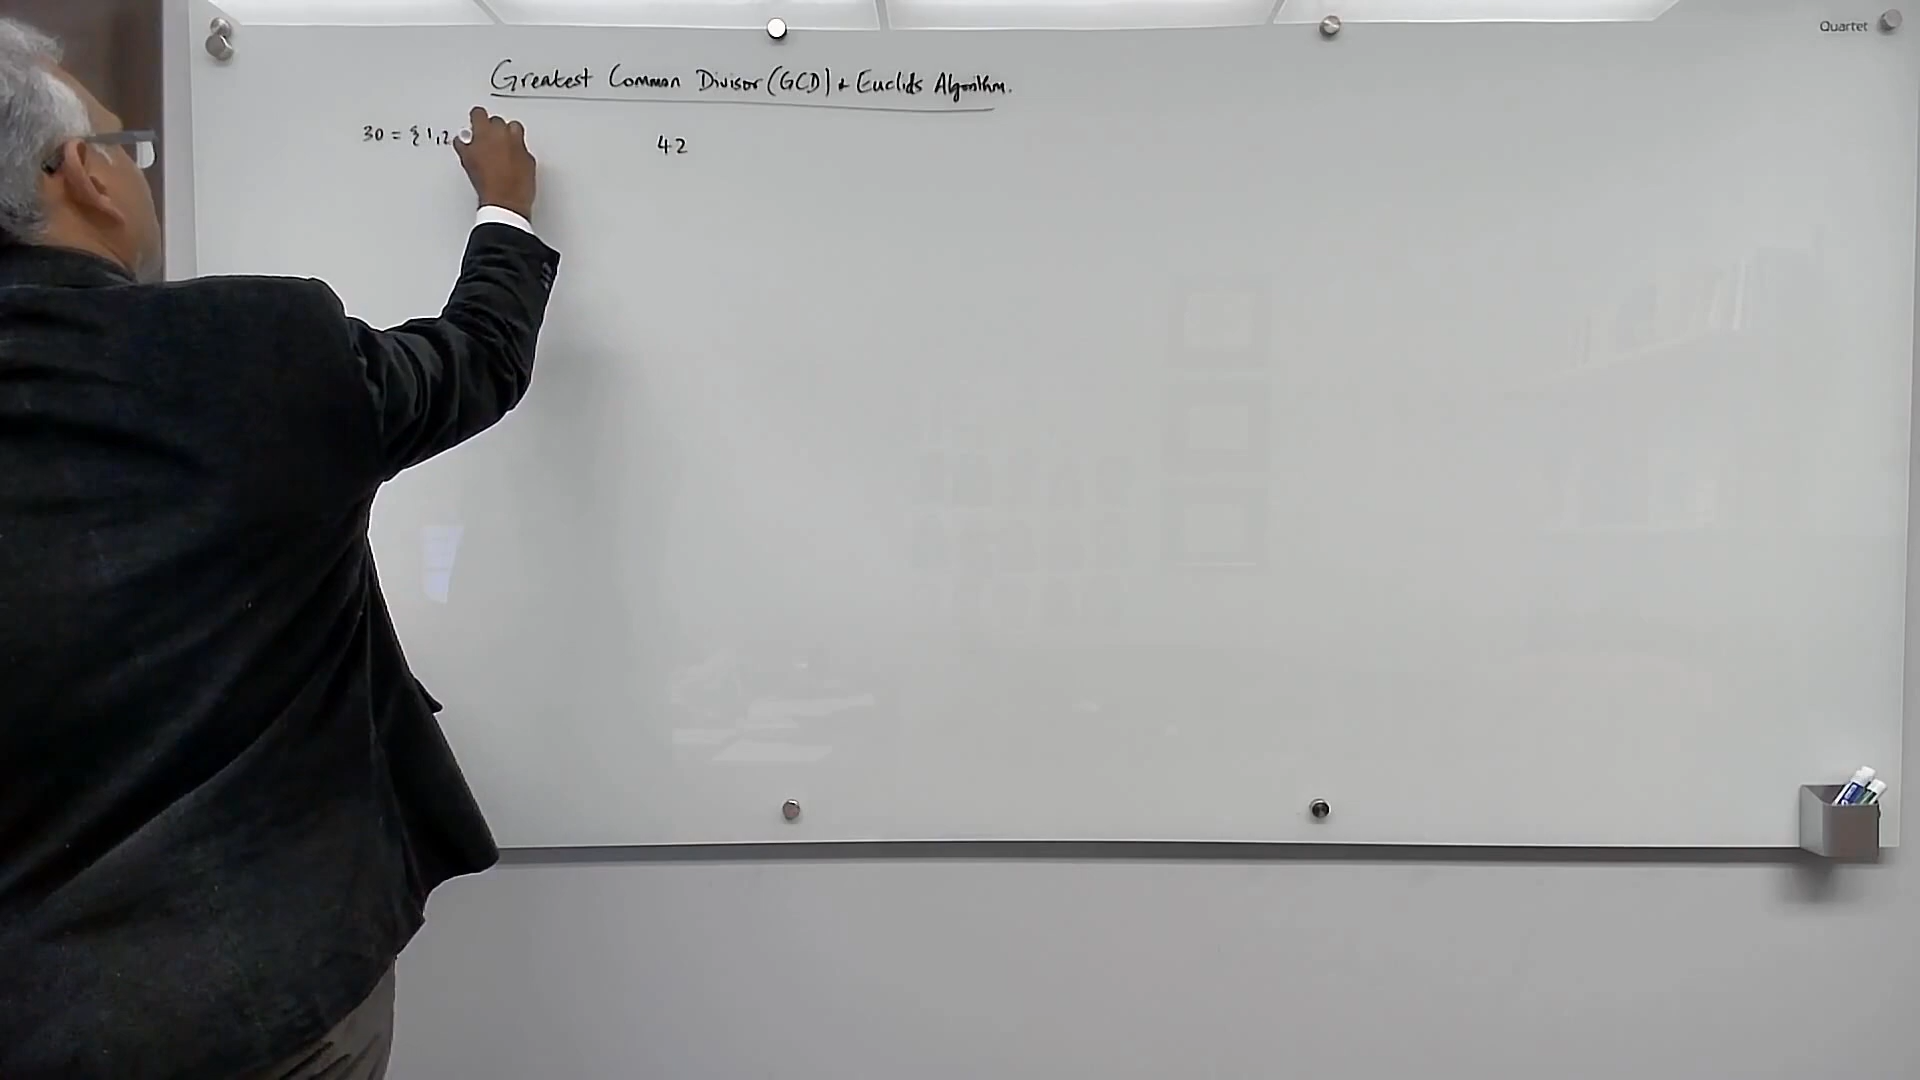 Quartet
Greatest Common Divisor (GCD) & Euclids Algorithm.
30 = { 1, 2
42